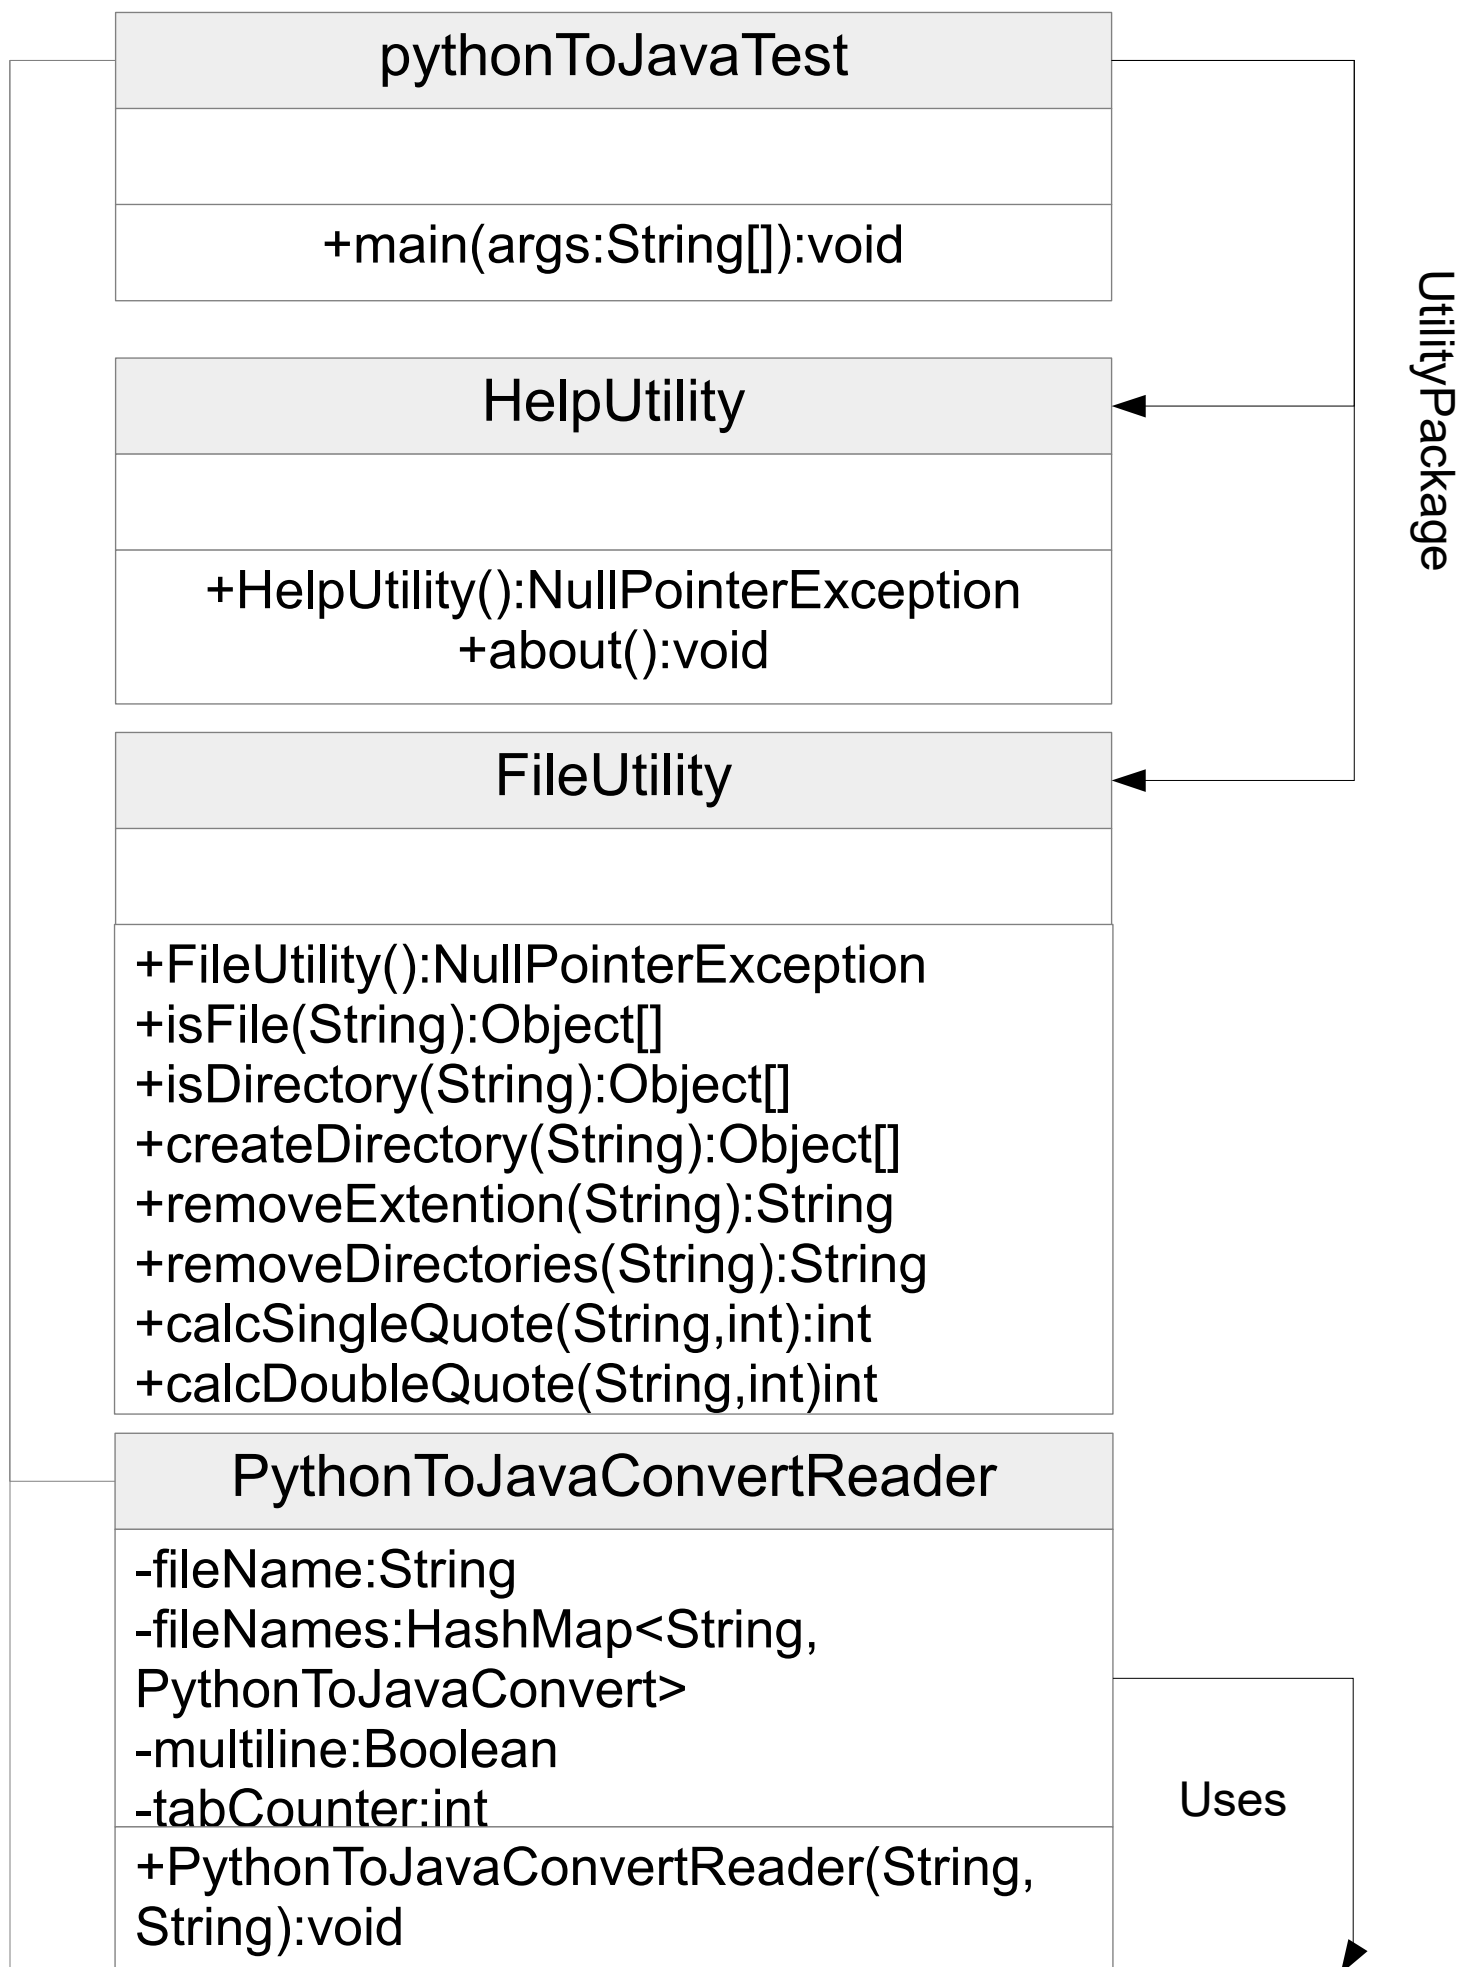 pythonToJavaTest
+main(args:String[]):void
UtilityPackage
HelpUtility
+HelpUtility():NullPointerException
+about():void
FileUtility
+FileUtility():NullPointerException
+isFile(String):Object[]
+isDirectory(String):Object[]
+createDirectory(String):Object[]
+removeExtention(String):String
+removeDirectories(String):String
+calcSingleQuote(String,int):int
+calcDoubleQuote(String,int)int
PythonToJavaConvertReader
-fileName:String
-fileNames:HashMap<String,
PythonToJavaConvert>
-multiline:Boolean
-tabCounter:int
Uses
+PythonToJavaConvertReader(String,
String):void